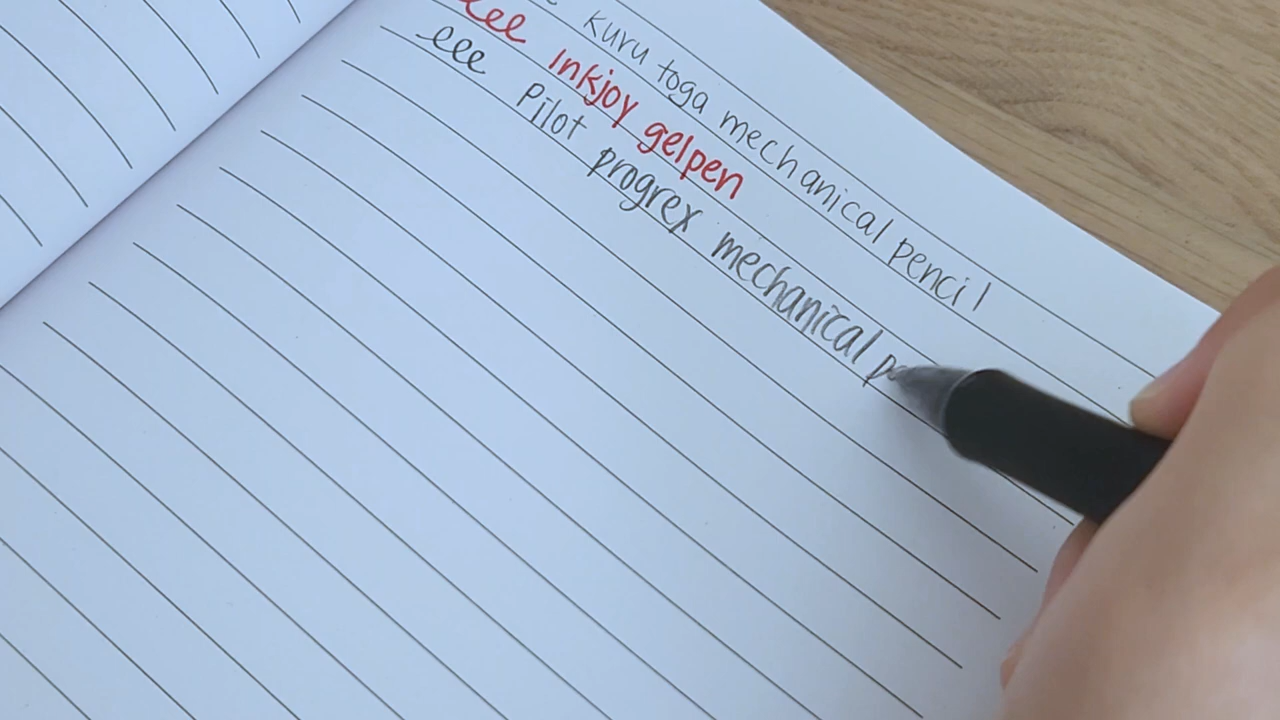 kuru toga mechanical pencil
eee Inkjoy gelpen
eee Pilot progrex mechanical p